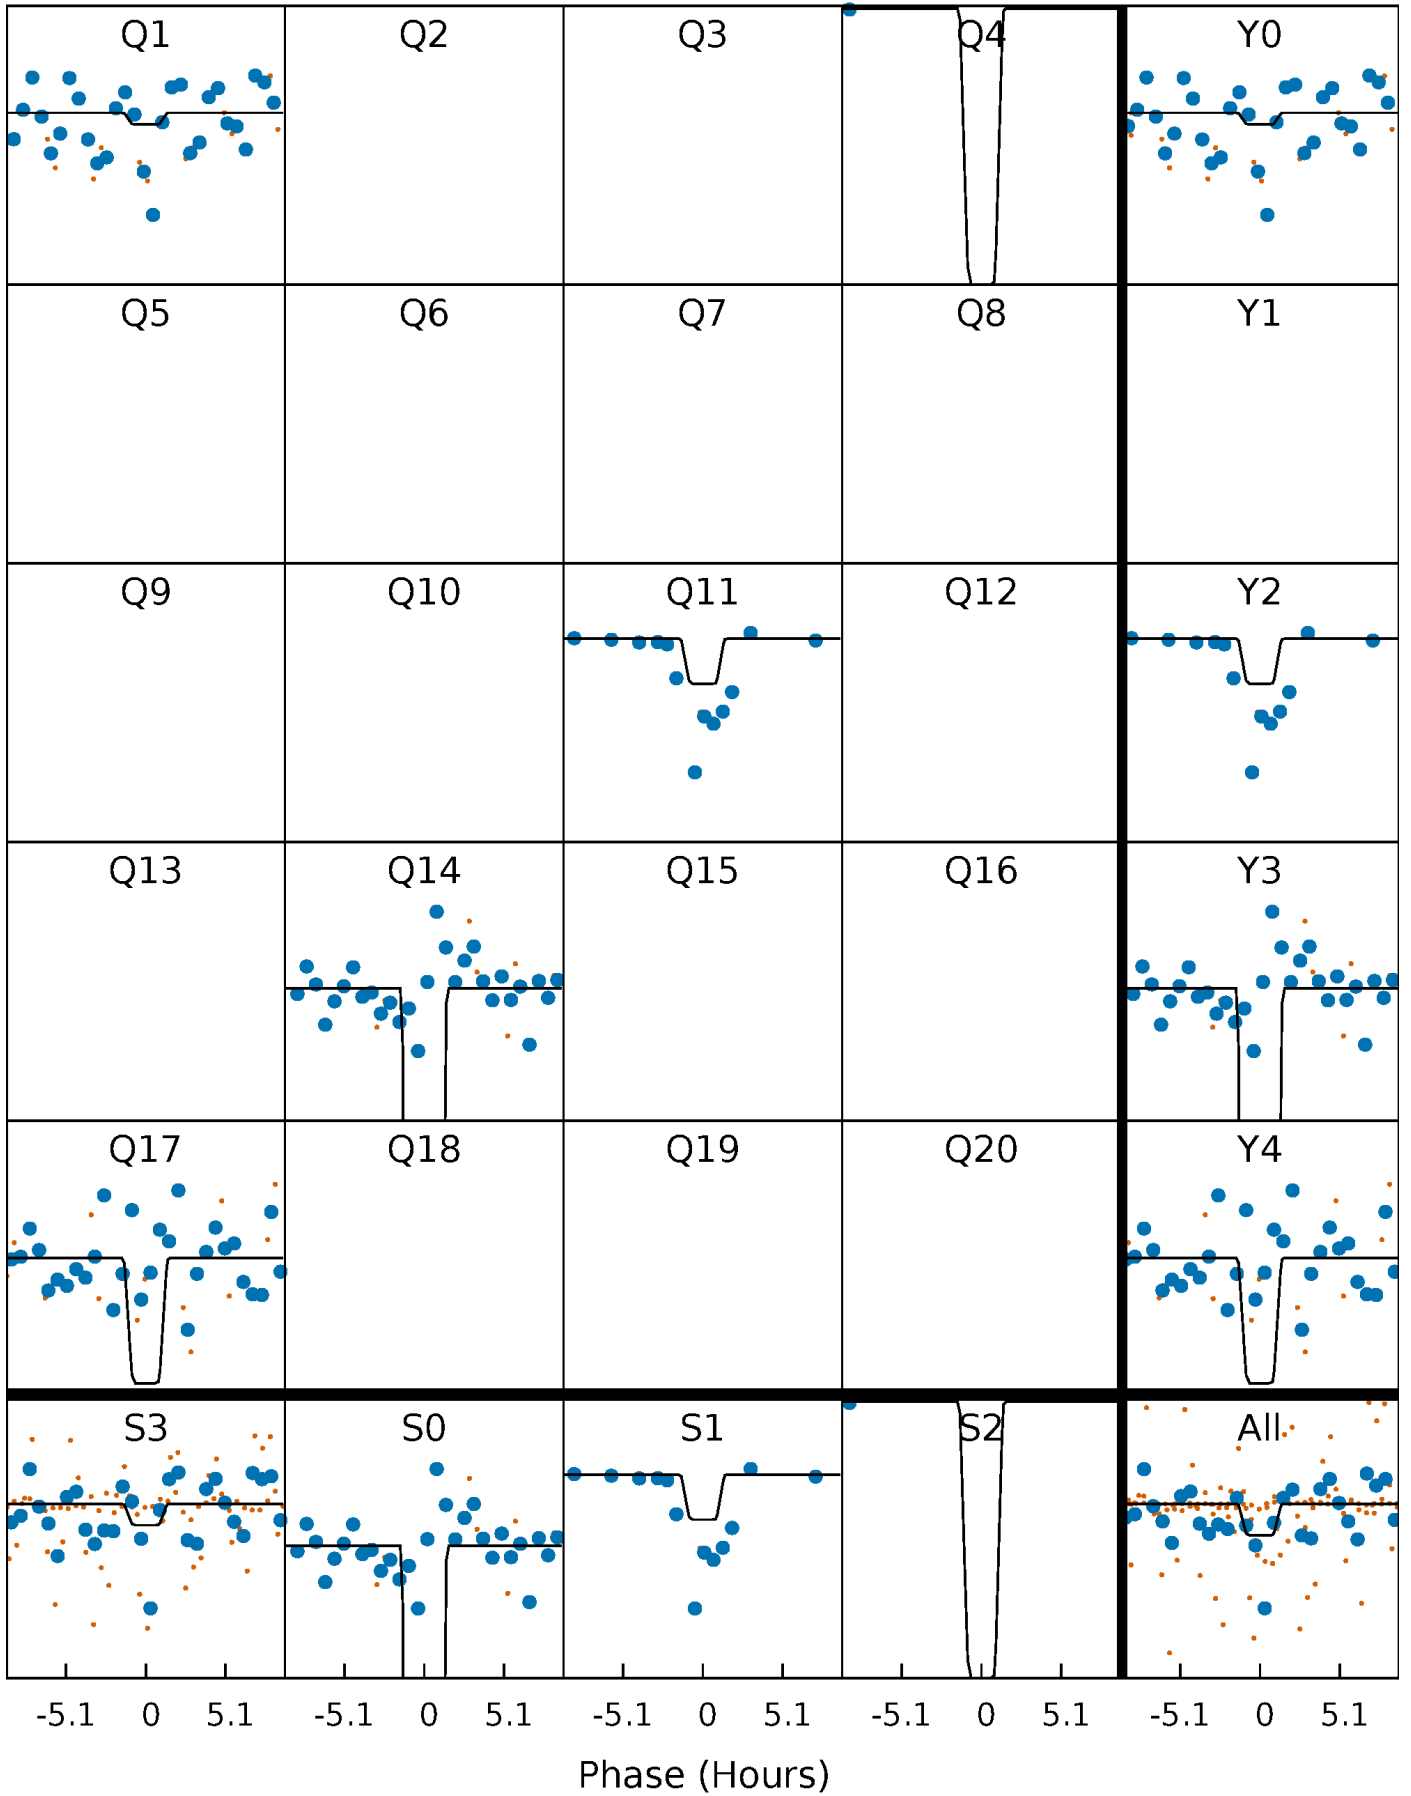 Q1 Q2 Q3 Q4 Y0
Q5 Q6 Q7 Q8 Y1
Q9 Q10 Q11 Q12 Y2
Q13 Q14 Q15 Q16 Y3
Q17 Q18 Q19 Q20 Y4
S3 S0 S1 S2 All
-5.1 0 5.1 -5.1 0 5.1 -5.1 0 5.1 -5.1 0 5.1 -5.1 0 5.1
Phase (Hours)